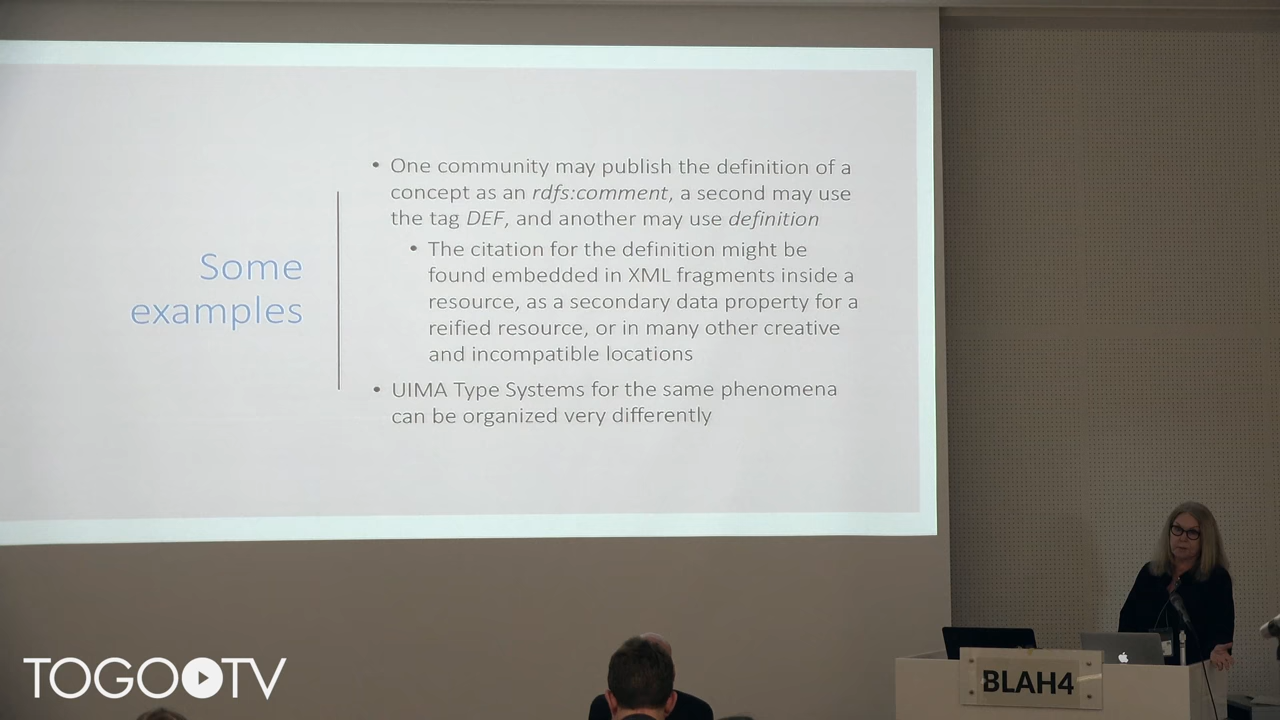 Some
examples
• One community may publish the definition of a
concept as an rdfs:comment, a second may use
the tag DEF, and another may use definition
• The citation for the definition might be
found embedded in XML fragments inside a
resource, as a secondary data property for a
reified resource, or in many other creative
and incompatible locations
• UIMA Type Systems for the same phenomena
can be organized very differently
BLAH4
TOGOTV